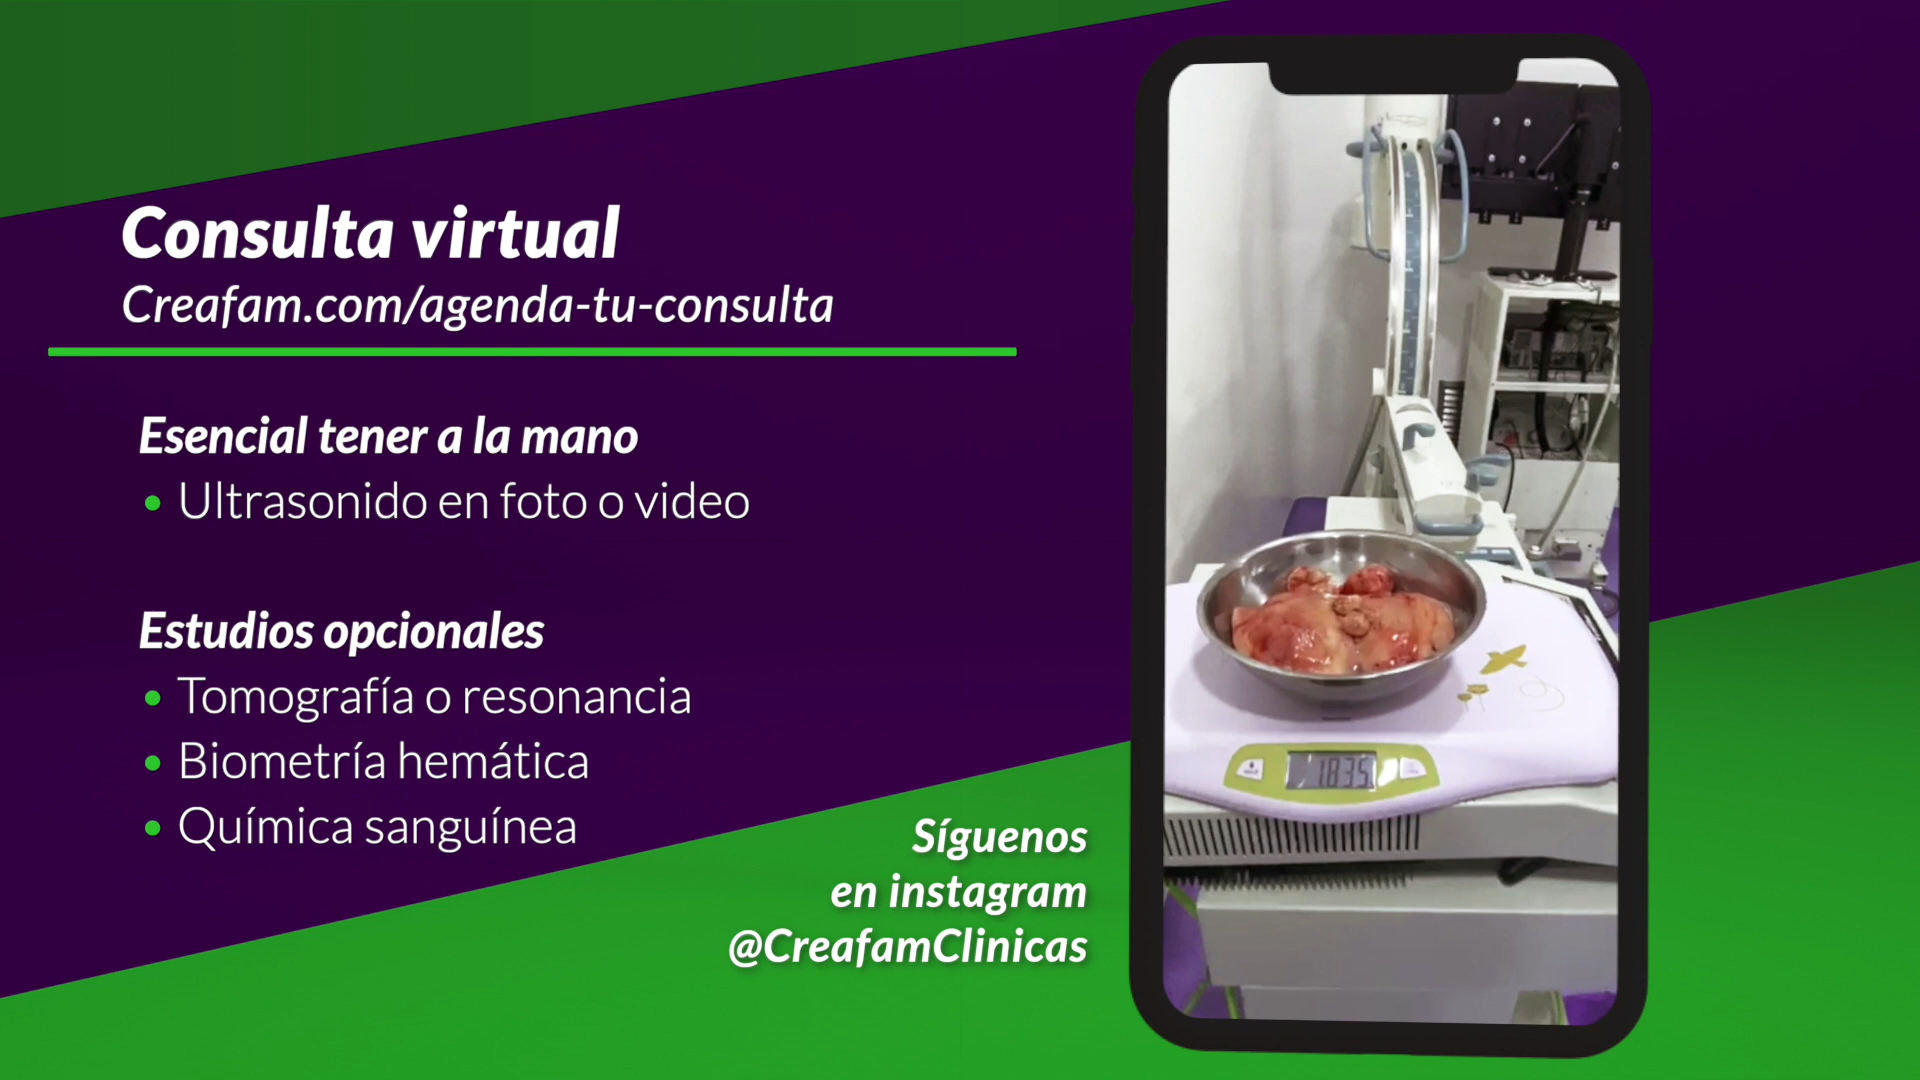 Consulta virtual
Creafam.com/agenda-tu-consulta
Esencial tener a la mano
• Ultrasonido en foto o video
Estudios opcionales
• Tomografía o resonancia
• Biometría hemática
• Química sanguínea
Síguenos
en instagram
@CreafamClinicas
1835